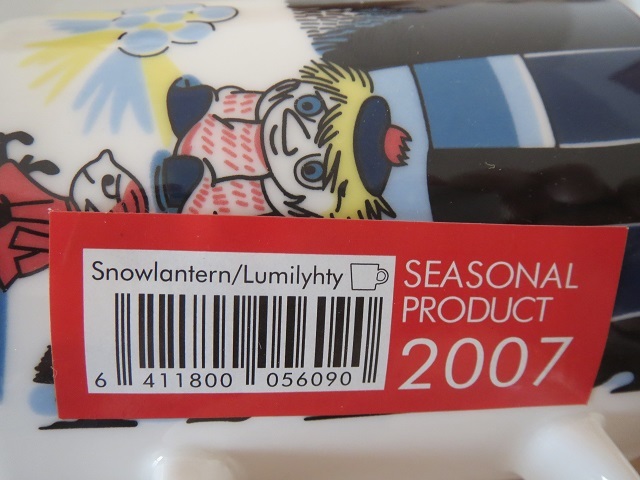 Snowlantern/Lumilyhty
6 411800 056090
SEASONAL
PRODUCT
2007